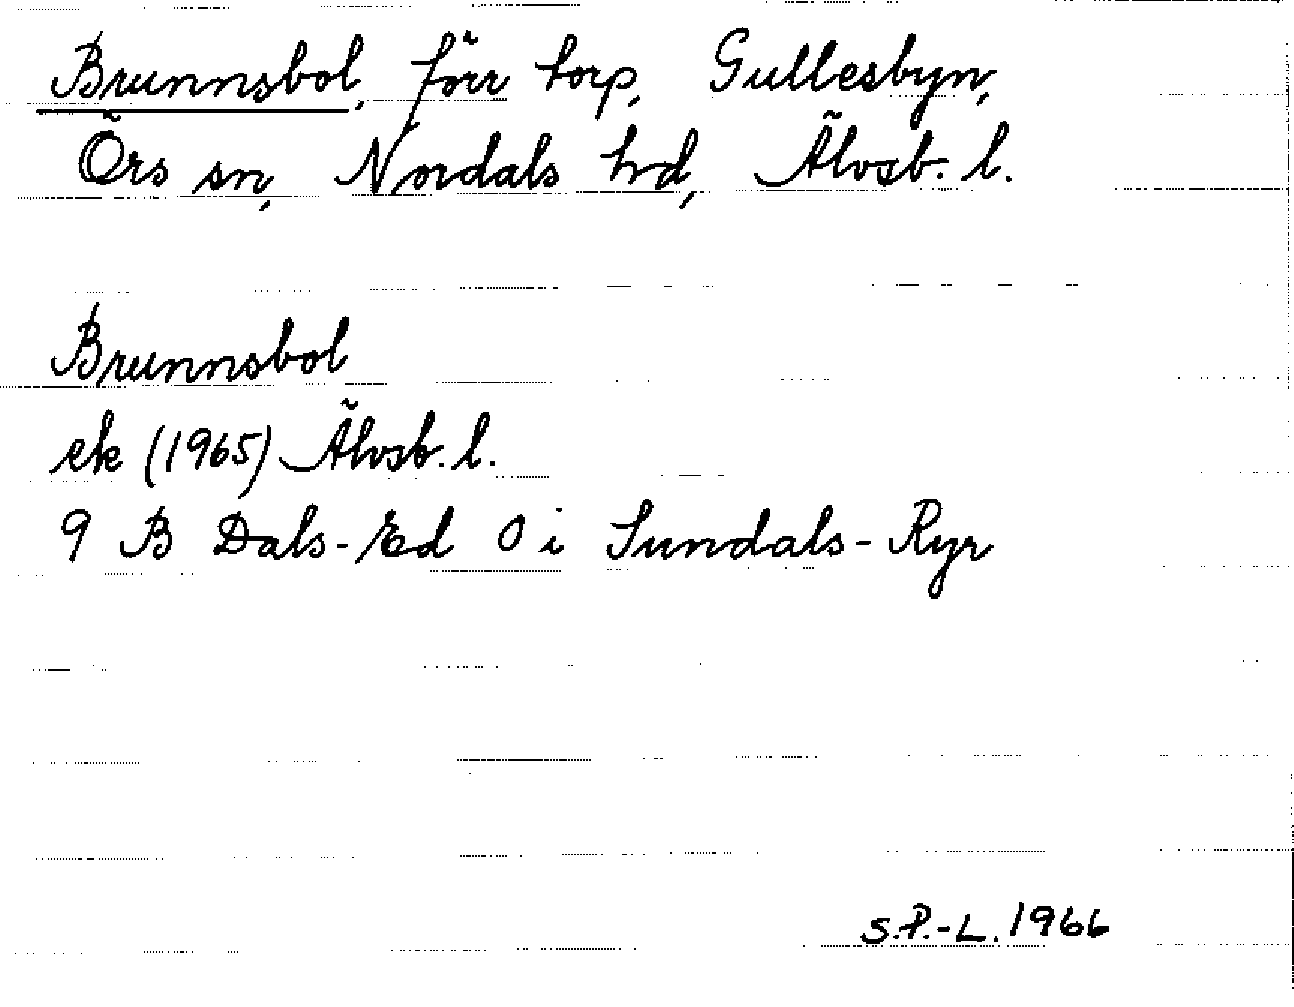 Brunnsbol, förr torp, Gullesbyn,
Örs sn, Nordals hd, Älvsb. l.
Brunnsbol
ek (1965) Älvsb. l.
9 B Dals-Ed O i Sundals-Ryr
S.P.-L. 1966